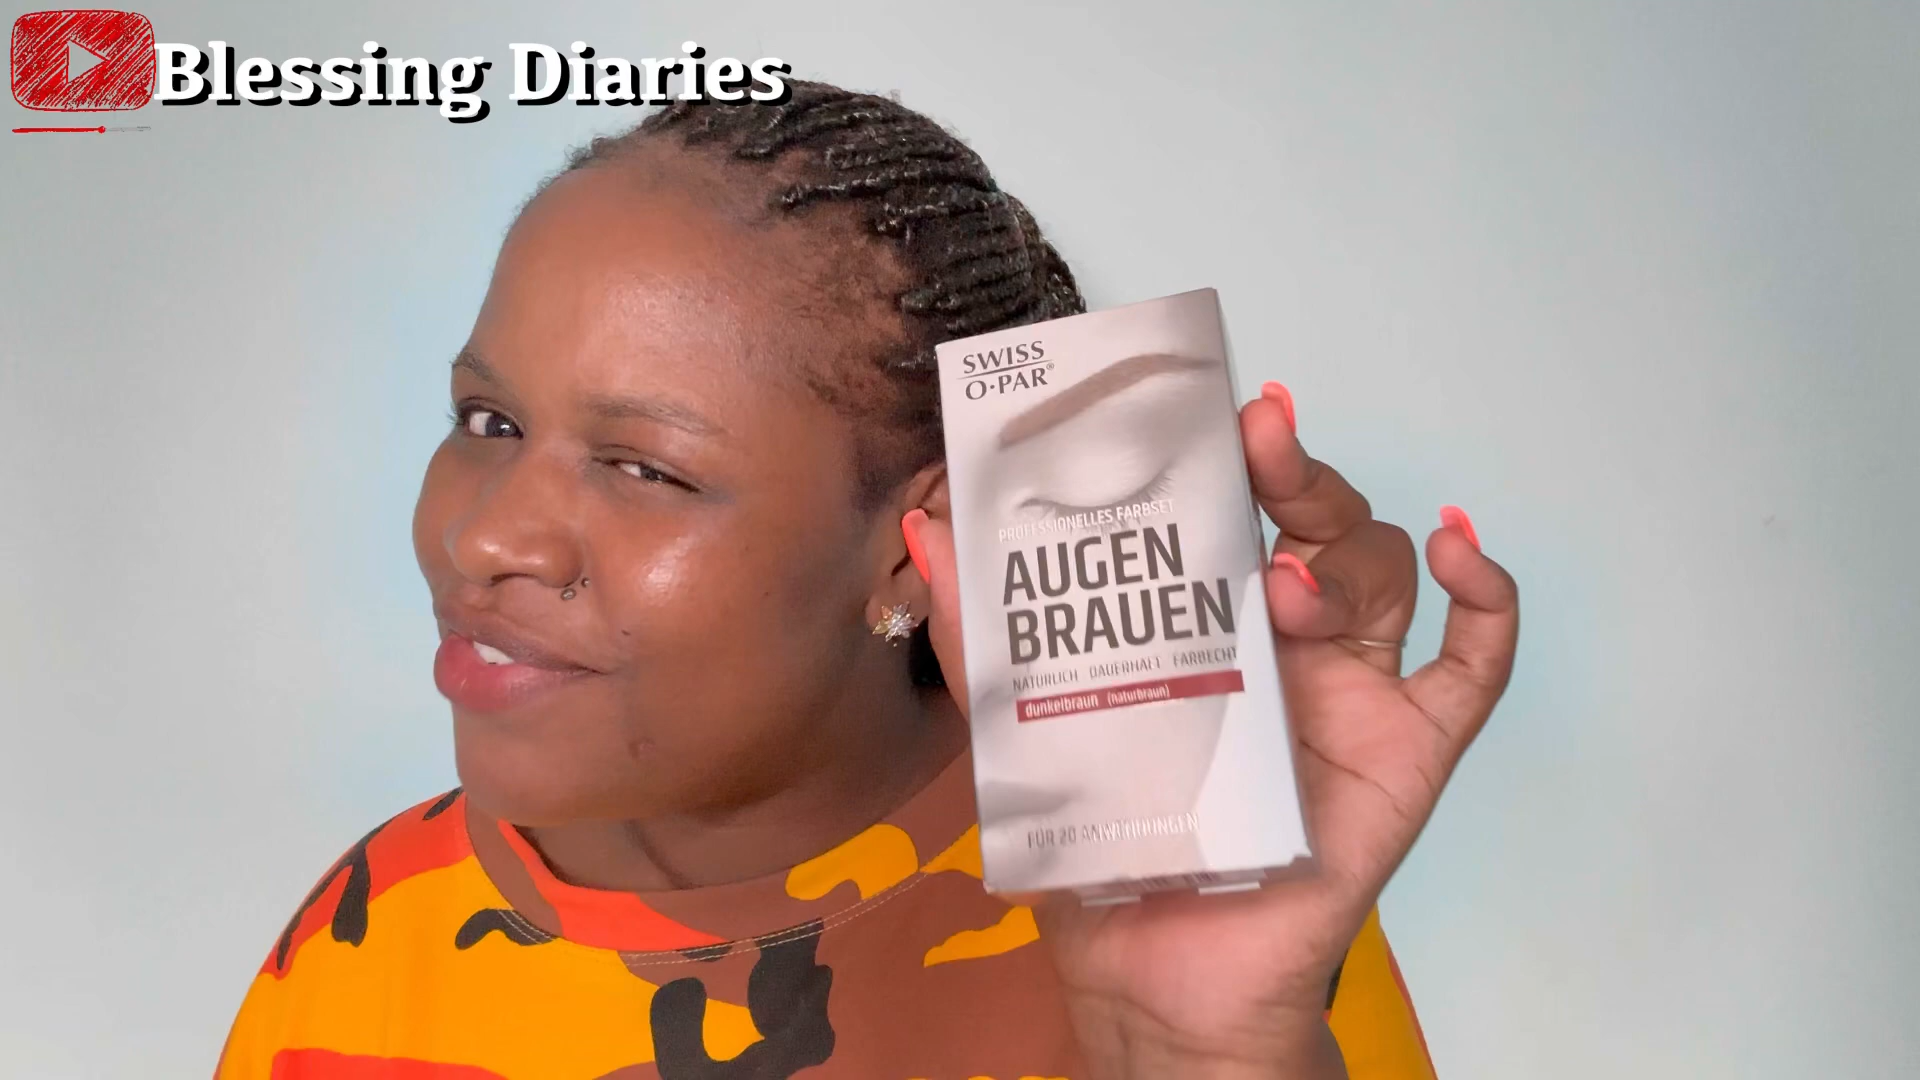 Blessing Diaries
SWISS
O·PAR®
PROFESSIONELLES FARBSET
AUGEN
BRAUEN
NATÜRLICH DAUERHAFT FARBECHT
dunkelbraun (naturbraun)
FÜR 20 ANWENDUNGEN